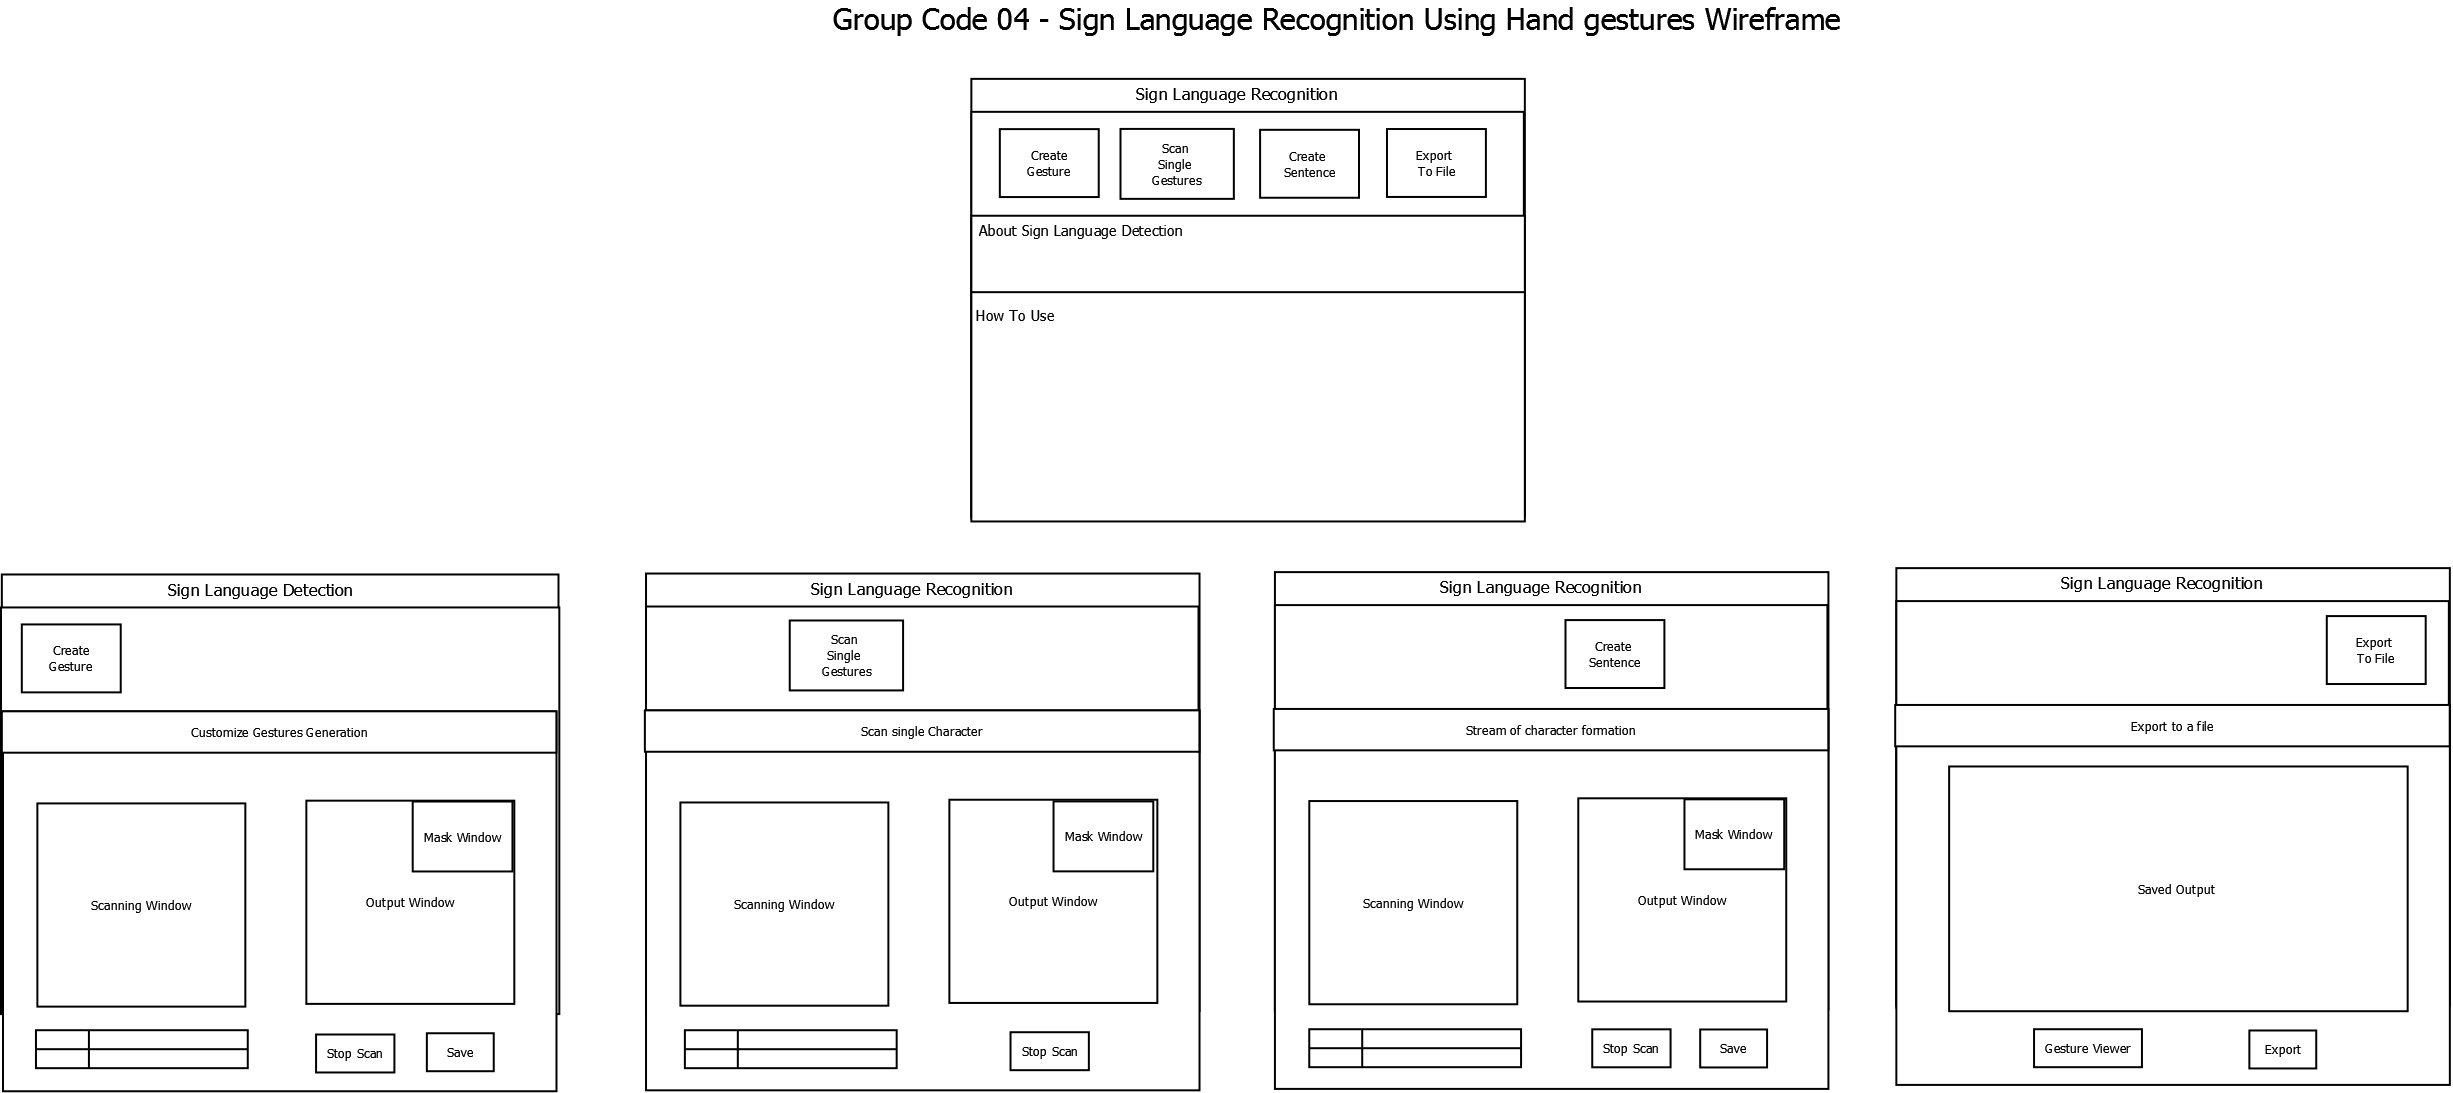 Group Code 04 - Sign Language Recognition Using Hand gestures Wireframe
Sign Language Recognition
Create
Gesture
Scan
Single
Gestures
Create
Sentence
Export
To File
About Sign Language Detection
How To Use
Sign Language Detection
Create
Gesture
Customize Gestures Generation
Scanning Window
Mask Window
Output Window
Stop Scan
Save
Sign Language Recognition
Scan
Single
Gestures
Scan single Character
Scanning Window
Mask Window
Output Window
Stop Scan
Sign Language Recognition
Create
Sentence
Stream of character formation
Scanning Window
Mask Window
Output Window
Stop Scan
Save
Sign Language Recognition
Export
To File
Export to a file
Saved Output
Gesture Viewer
Export